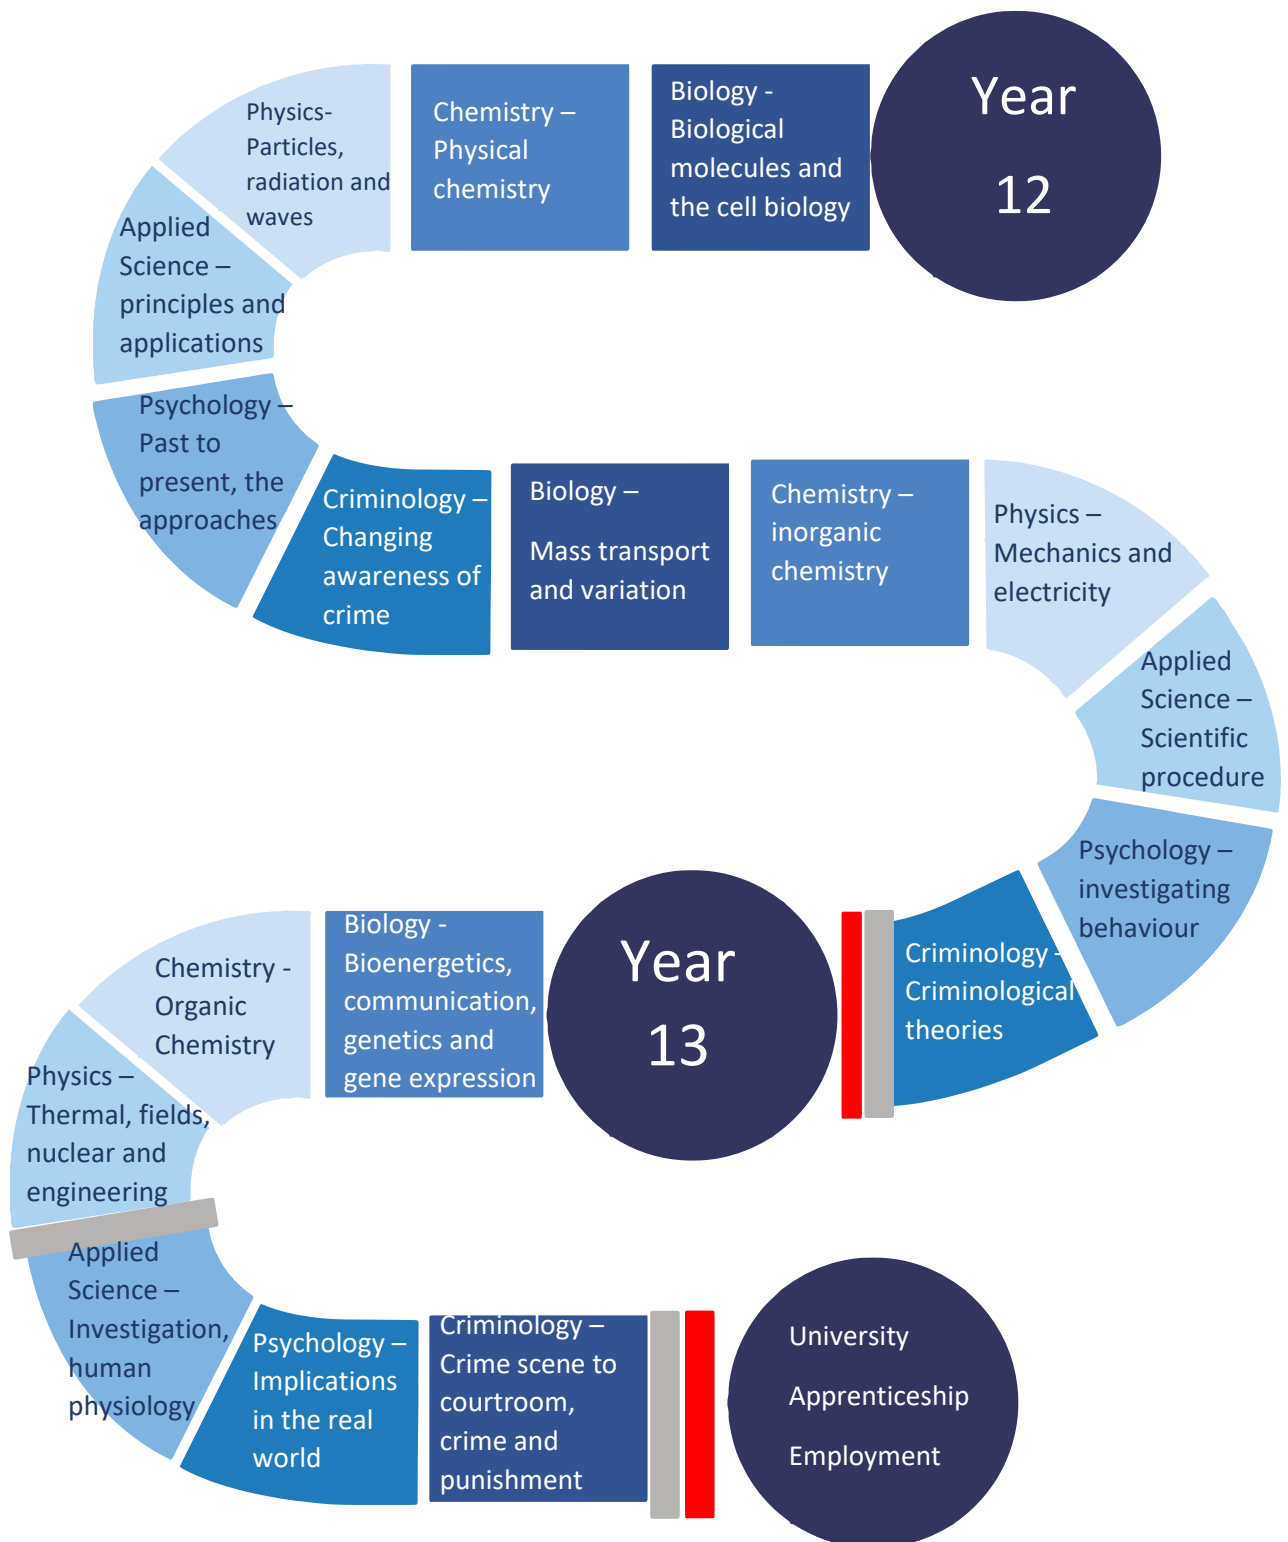 Year
12
Biology -
Biological
molecules and
the cell biology
Chemistry –
Physical
chemistry
Physics-
Particles,
radiation and
waves
Applied
Science –
principles and
applications
Psychology –
Past to
present, the
approaches
Criminology –
Changing
awareness of
crime
Biology –
Mass transport
and variation
Chemistry –
inorganic
chemistry
Physics –
Mechanics and
electricity
Applied
Science –
Scientific
procedure
Psychology –
investigating
behaviour
Criminology -
Criminological
theories
Year
13
Biology -
Bioenergetics,
communication,
genetics and
gene expression
Chemistry -
Organic
Chemistry
Physics –
Thermal, fields,
nuclear and
engineering
Applied
Science –
Investigation,
human
physiology
Psychology –
Implications
in the real
world
Criminology –
Crime scene to
courtroom,
crime and
punishment
University
Apprenticeship
Employment